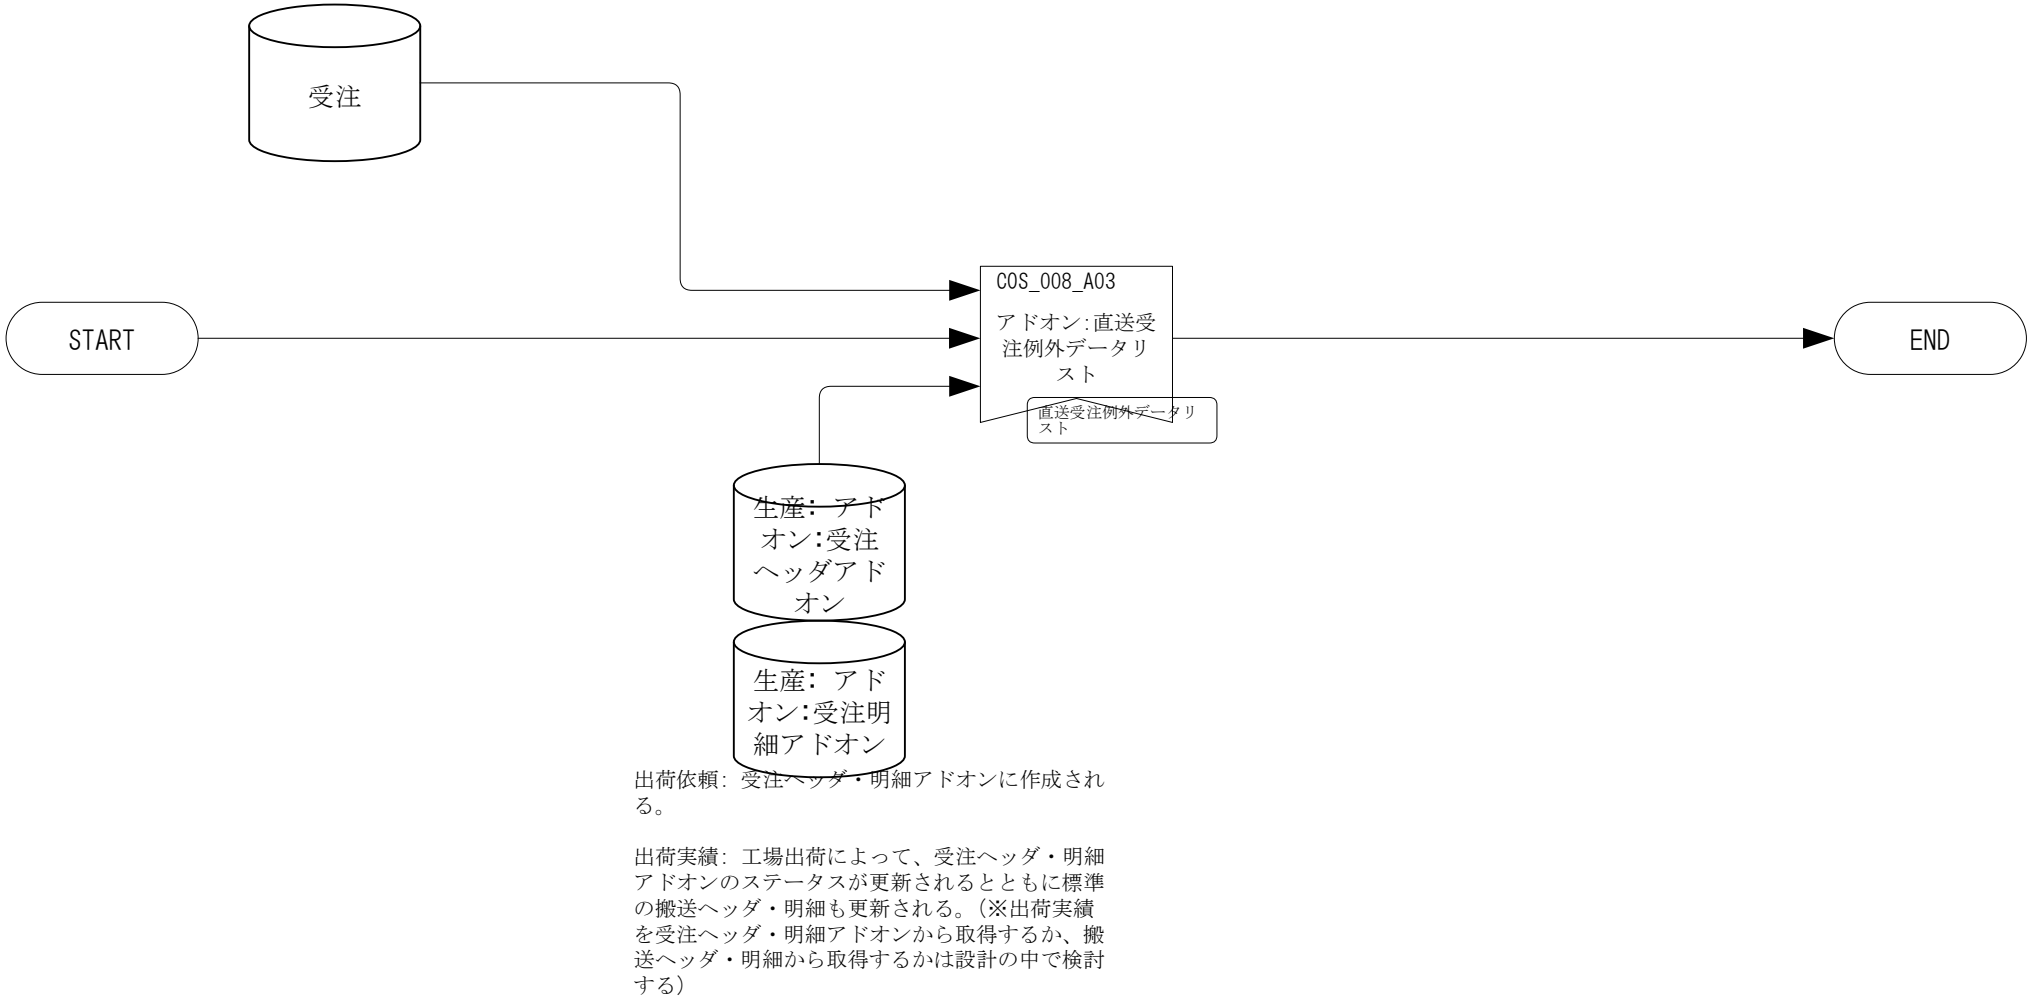 受注
START
COS_008_A03
アドオン:直送受
注例外データリ
スト
直送受注例外データリ
スト
END
生産: アド
オン:受注
ヘッダアド
オン
生産: アド
オン:受注明
細アドオン
出荷依頼: 受注ヘッダ・明細アドオンに作成され
る。
出荷実績: 工場出荷によって、受注ヘッダ・明細
アドオンのステータスが更新されるとともに標準
の搬送ヘッダ・明細も更新される。(※出荷実績
を受注ヘッダ・明細アドオンから取得するか、搬
送ヘッダ・明細から取得するかは設計の中で検討
する)